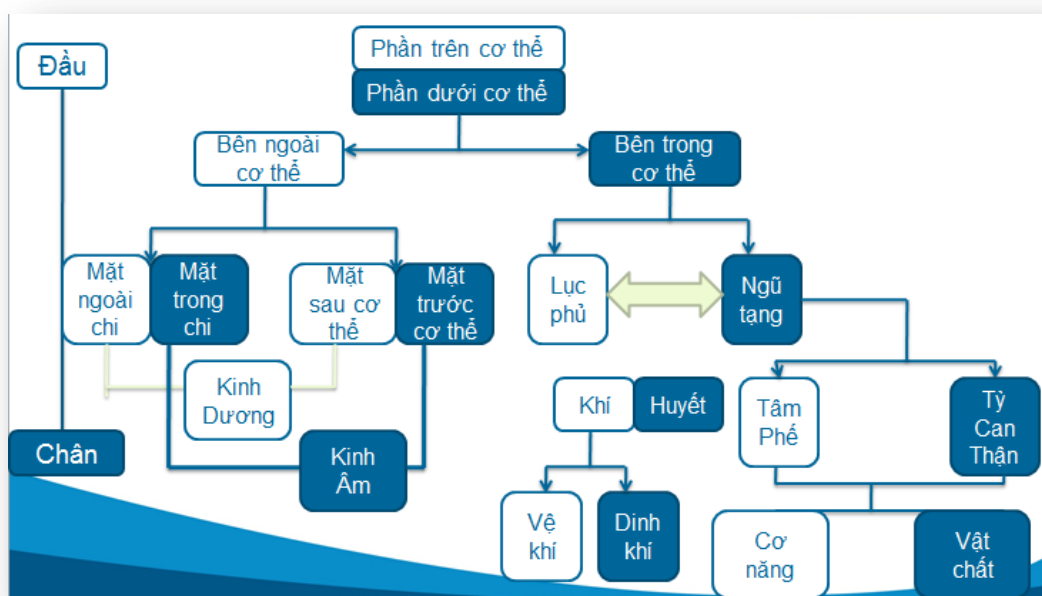 Đầu
Phần trên cơ thể
Phần dưới cơ thể
Bên ngoài
cơ thể
Bên trong
cơ thể
Mặt
ngoài
chi
Mặt
trong
chi
Mặt
sau cơ
thể
Mặt
trước
cơ thể
Lục
phủ
Ngũ
tạng
Kinh
Dương
Kinh
Âm
Chân
Khí
Huyết
Vệ
khí
Dinh
khí
Tâm
Phế
Tỳ
Can
Thận
Cơ
năng
Vật
chất